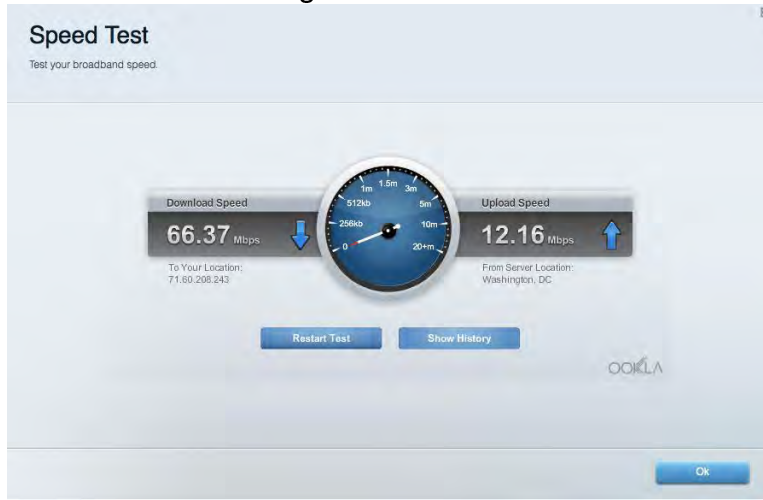 Speed Test
Test your broadband speed.
Download Speed
66.37 Mbps
To Your Location:
71.60.208.243
0
256kb
512kb
1m
1.5m
3m
5m
10m
20+m
Upload Speed
12.16 Mbps
From Server Location:
Washington, DC
Restart Test
Show History
OOKLA
Ok